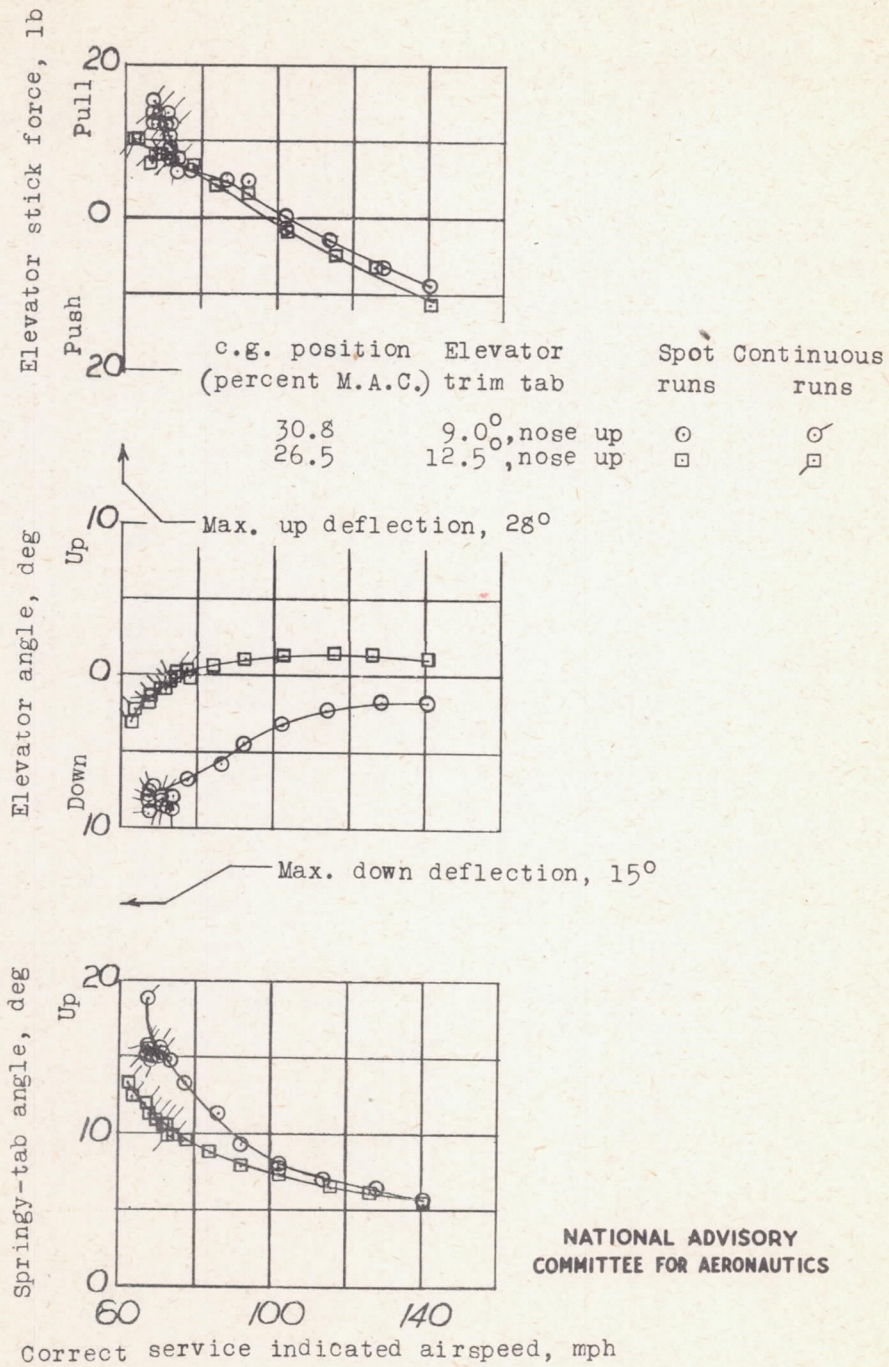 Elevator stick force, lb
Pull
Push
20
0
20
c.g. position Elevator Spot Continuous
(percent M.A.C.) trim tab runs runs
30.8 9.0°, nose up
26.5 12.5°, nose up
Max. up deflection, 28°
Elevator angle, deg
Up
Down
10
0
10
Max. down deflection, 15°
Springy-tab angle, deg
Up
20
10
0
60 100 140
Correct service indicated airspeed, mph
NATIONAL ADVISORY
COMMITTEE FOR AERONAUTICS